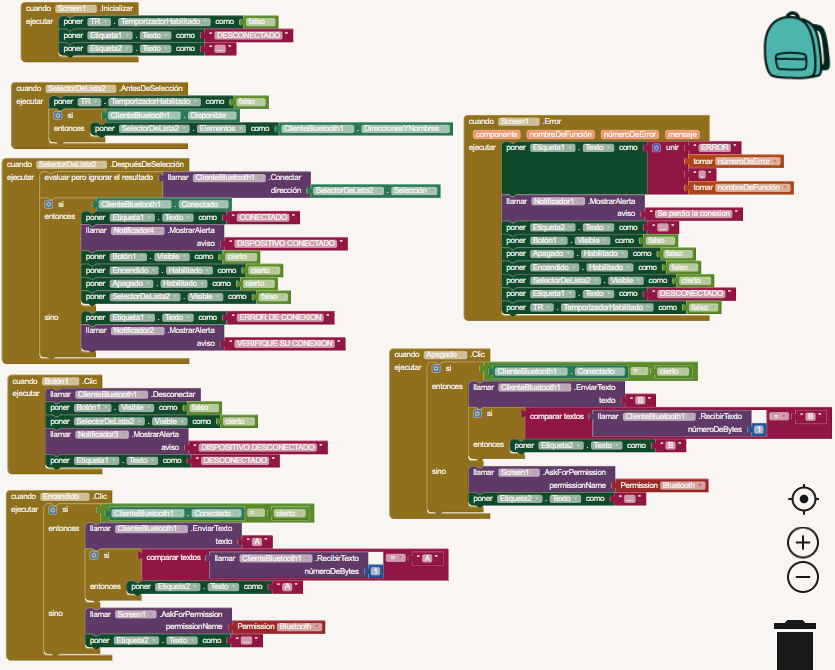 cuando Screen1 .Inicializar
ejecutar poner TR . TemporizadorHabilitado como falso
poner Etiqueta1 . Texto como " DESCONECTADO "
poner Etiqueta2 . Texto como " ... "
cuando SelectorDeLista2 .AntesDeSelección
ejecutar poner TR . TemporizadorHabilitado como falso
si ClienteBluetooth1 . Disponible
entonces poner SelectorDeLista2 . Elementos como ClienteBluetooth1 . DireccionesYNombres
cuando SelectorDeLista2 .DespuésDeSelección
ejecutar evaluar pero ignorar el resultado llamar ClienteBluetooth1 .Conectar
dirección SelectorDeLista2 . Selección
si ClienteBluetooth1 . Conectado
entonces poner Etiqueta1 . Texto como " CONECTADO "
llamar Notificador4 .MostrarAlerta
aviso " DISPOSITIVO CONECTADO "
poner Botón1 . Visible como cierto
poner Encendido . Habilitado como cierto
poner Apagado . Habilitado como cierto
poner SelectorDeLista2 . Visible como falso
sino poner Etiqueta1 . Texto como " ERROR DE CONEXION "
llamar Notificador2 .MostrarAlerta
aviso " VERIFIQUE SU CONEXION "
cuando Botón1 .Clic
ejecutar llamar ClienteBluetooth1 .Desconectar
poner Botón1 . Visible como falso
poner SelectorDeLista2 . Visible como cierto
llamar Notificador3 .MostrarAlerta
aviso " DISPOSITIVO DESCONECTADO "
poner Etiqueta1 . Texto como " DESCONECTADO "
cuando Encendido .Clic
ejecutar si ClienteBluetooth1 . Conectado = cierto
entonces llamar ClienteBluetooth1 .EnviarTexto
texto " A "
si comparar textos llamar ClienteBluetooth1 .RecibirTexto = " A "
númeroDeBytes 1
entonces poner Etiqueta2 . Texto como " A "
sino llamar Screen1 .AskForPermission
permissionName Permission Bluetooth
poner Etiqueta2 . Texto como " ... "
cuando Screen1 .Error
componente nombreDeFunción númeroDeError mensaje
ejecutar poner Etiqueta1 . Texto como unir " ERROR "
tomar númeroDeError
tomar nombreDeFunción
llamar Notificador1 .MostrarAlerta
aviso " Se perdio la conexion "
poner Etiqueta2 . Texto como " ... "
poner Botón1 . Visible como falso
poner Apagado . Habilitado como falso
poner Encendido . Habilitado como falso
poner SelectorDeLista2 . Visible como cierto
poner Etiqueta1 . Texto como " DESCONECTADO "
poner TR . TemporizadorHabilitado como falso
cuando Apagado .Clic
ejecutar si ClienteBluetooth1 . Conectado = cierto
entonces llamar ClienteBluetooth1 .EnviarTexto
texto " B "
si comparar textos llamar ClienteBluetooth1 .RecibirTexto = " B "
númeroDeBytes 1
entonces poner Etiqueta2 . Texto como " B "
sino llamar Screen1 .AskForPermission
permissionName Permission Bluetooth
poner Etiqueta2 . Texto como " ... "